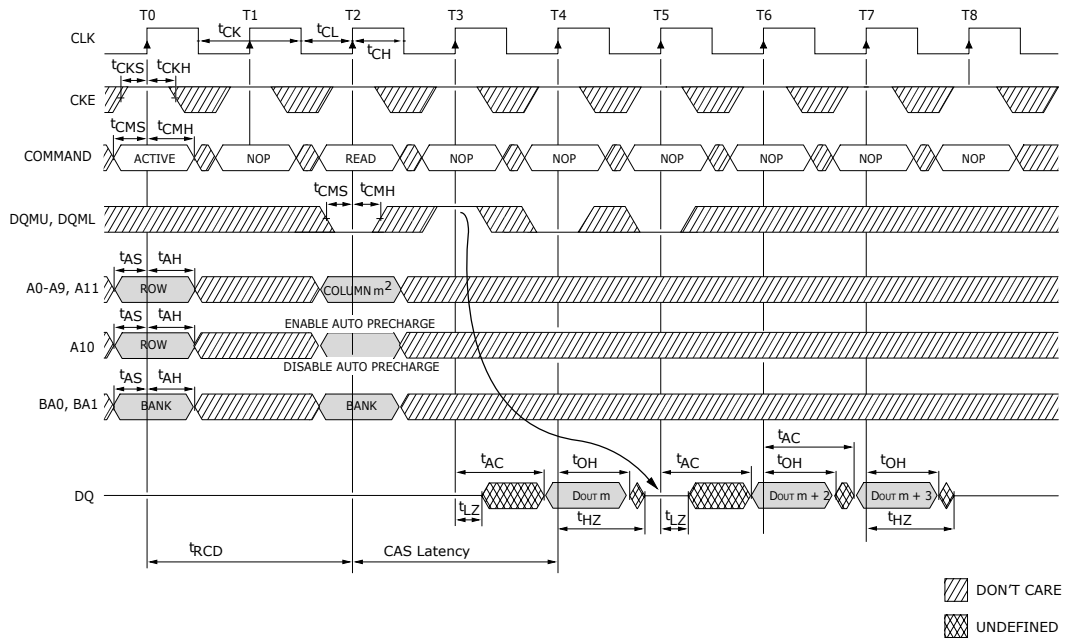 T0 T1 T2 T3 T4 T5 T6 T7 T8
CLK
tCK tCL tCH
tCKS tCKH
CKE
tCMS tCMH
COMMAND ACTIVE NOP READ NOP NOP NOP NOP NOP NOP
tCMS tCMH
DQMU, DQML
tAS tAH
A0-A9, A11 ROW COLUMN m2
tAS tAH ENABLE AUTO PRECHARGE
A10 ROW
DISABLE AUTO PRECHARGE
tAS tAH
BA0, BA1 BANK BANK
tAC
tAC tOH tAC tOH tOH
DQ DOUT m DOUT m + 2 DOUT m + 3
tLZ tHZ tLZ tHZ
tRCD CAS Latency
DON'T CARE
UNDEFINED